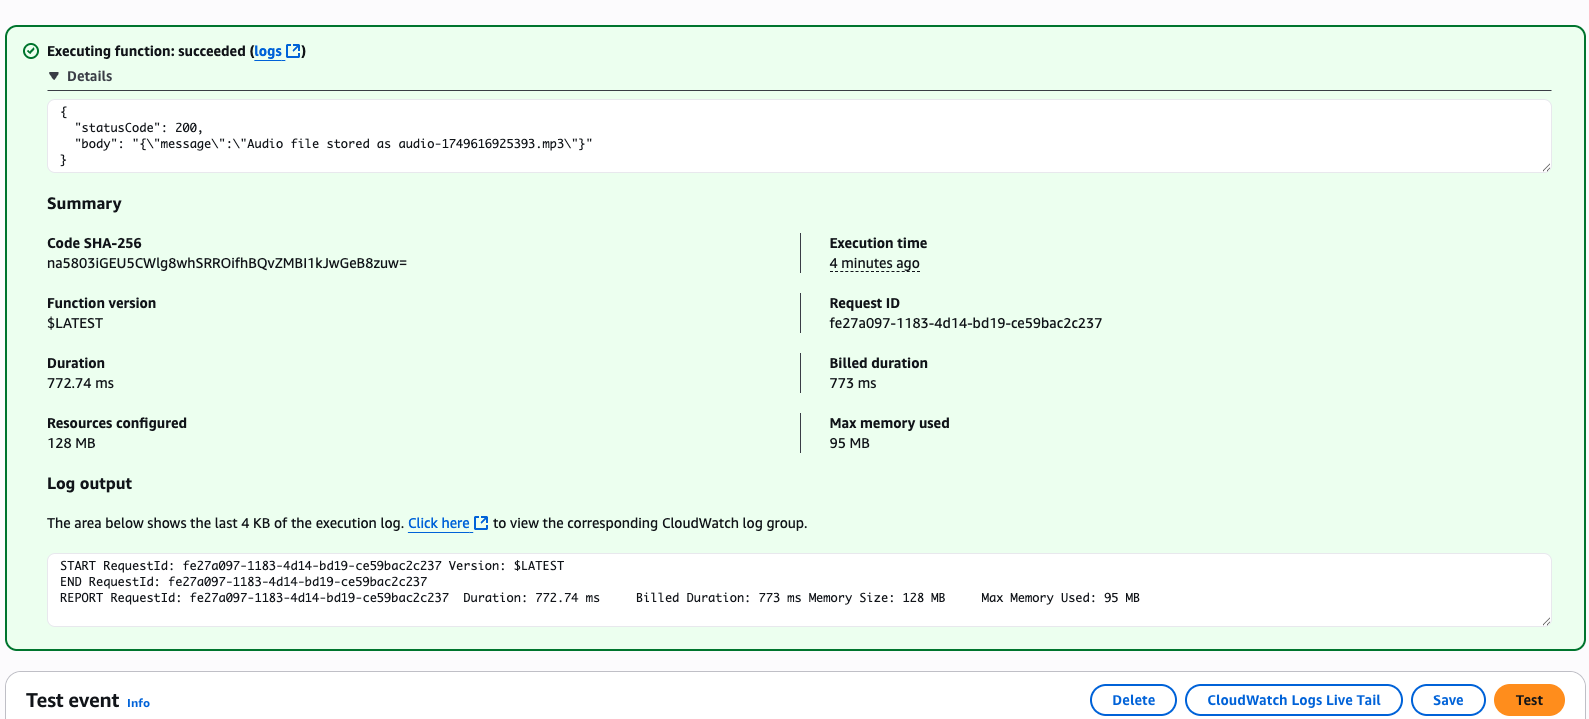 Executing function: succeeded (logs)
Details
{
"statusCode": 200,
"body": "{\"message\":\"Audio file stored as audio-1749616925393.mp3\"}"
}
Summary
Code SHA-256
na5803iGEU5CWlg8whSRROifhBQvZMBI1kJwGeB8zuw=
Execution time
4 minutes ago
Function version
$LATEST
Request ID
fe27a097-1183-4d14-bd19-ce59bac2c237
Duration
772.74 ms
Billed duration
773 ms
Resources configured
128 MB
Max memory used
95 MB
Log output
The area below shows the last 4 KB of the execution log. Click here to view the corresponding CloudWatch log group.
START RequestId: fe27a097-1183-4d14-bd19-ce59bac2c237 Version: $LATEST
END RequestId: fe27a097-1183-4d14-bd19-ce59bac2c237
REPORT RequestId: fe27a097-1183-4d14-bd19-ce59bac2c237 Duration: 772.74 ms Billed Duration: 773 ms Memory Size: 128 MB Max Memory Used: 95 MB
Test event Info
Delete
CloudWatch Logs Live Tail
Save
Test